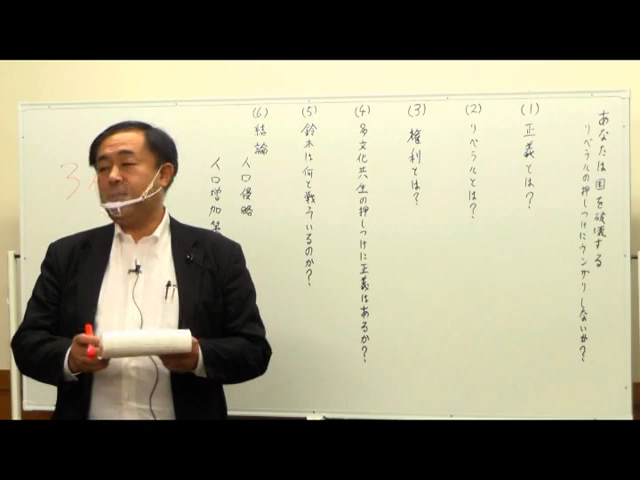 あなたは国を破壊する
リベラルの押しつけにウンザリしないか?
(1) 正義とは?
(2) リベラルとは?
(3) 権利とは?
(4) 多文化共生の押しつけに正義はあるか?
(5) 鈴木は何と戦っているのか?
(6) 結論
人口侵略
人口増加策
3